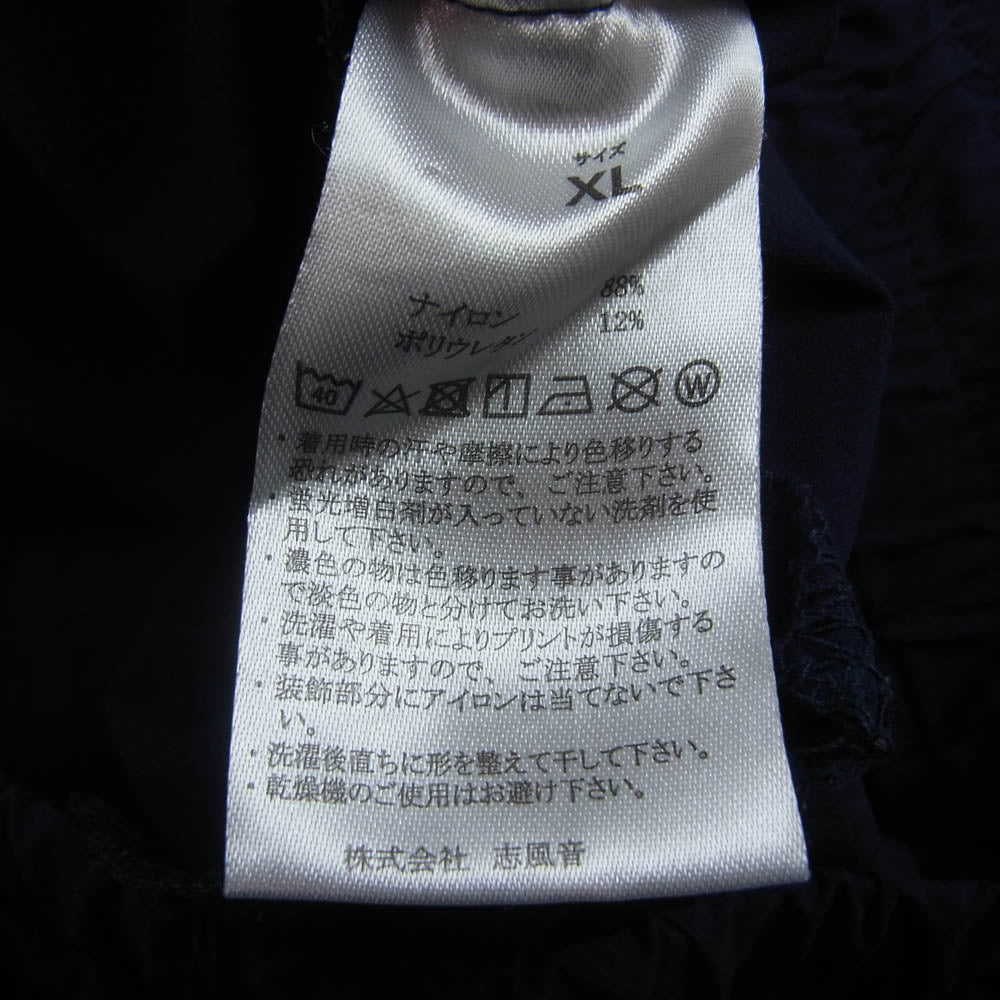 サイズ
XL
ナイロン 88%
ポリウレタン 12%
40 W
・着用時の汗や摩擦により色移りする
恐れがありますので、ご注意下さい。
・蛍光増白剤が入っていない洗剤を使
用して下さい。
・濃色の物は色移ります事がありますの
で淡色の物と分けてお洗い下さい。
・洗濯や着用によりプリントが損傷する
事がありますので、ご注意下さい。
・装飾部分にアイロンは当てないで下さ
い。
・洗濯後直ちに形を整えて干して下さい。
・乾燥機のご使用はお避け下さい。
株式会社 志風音